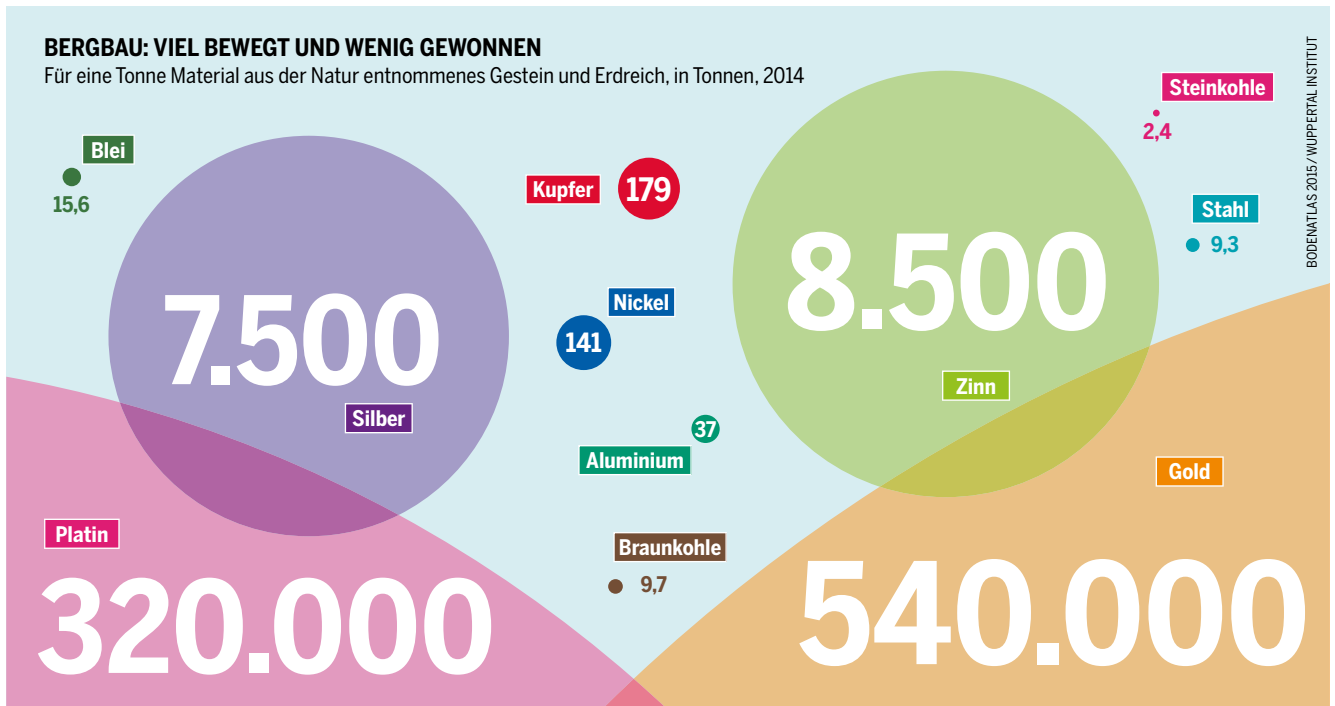 BERGBAU: VIEL BEWEGT UND WENIG GEWONNEN
Für eine Tonne Material aus der Natur entnommenes Gestein und Erdreich, in Tonnen, 2014
Blei
15,6
7.500
Silber
Kupfer
179
Nickel
141
Aluminium
37
Braunkohle
9,7
8.500
Zinn
Steinkohle
2,4
Stahl
9,3
Platin
320.000
Gold
540.000
BODENATLAS 2015 / WUPPERTAL INSTITUT